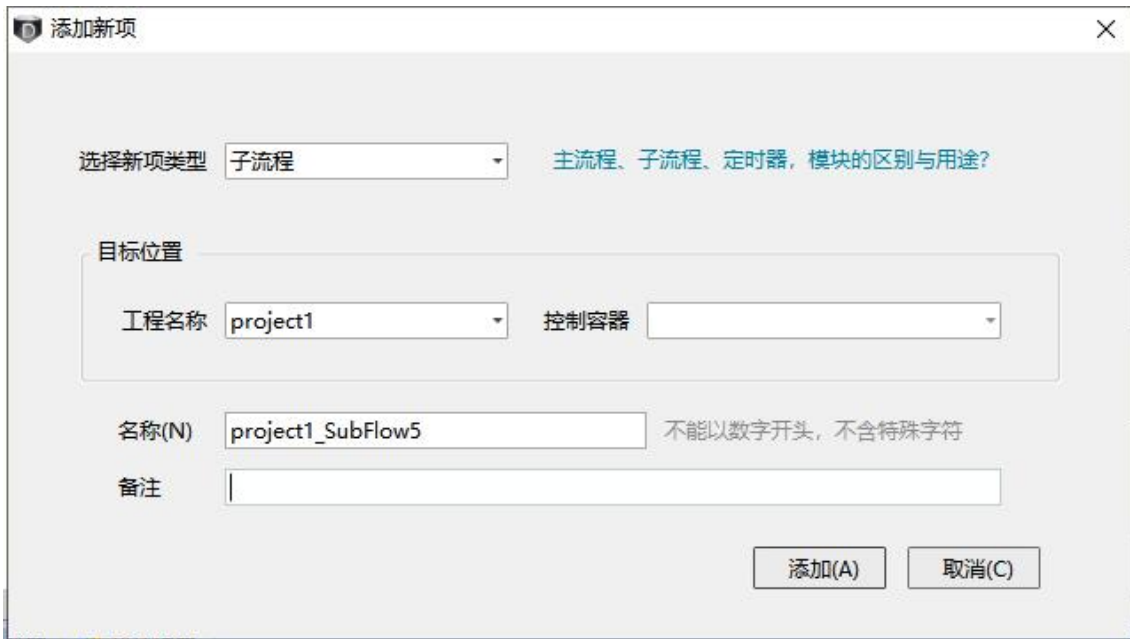 添加新项
选择新项类型 子流程 主流程、子流程、定时器，模块的区别与用途?
目标位置
工程名称 project1 控制容器
名称(N) project1_SubFlow5 不能以数字开头，不含特殊字符
备注
添加(A) 取消(C)